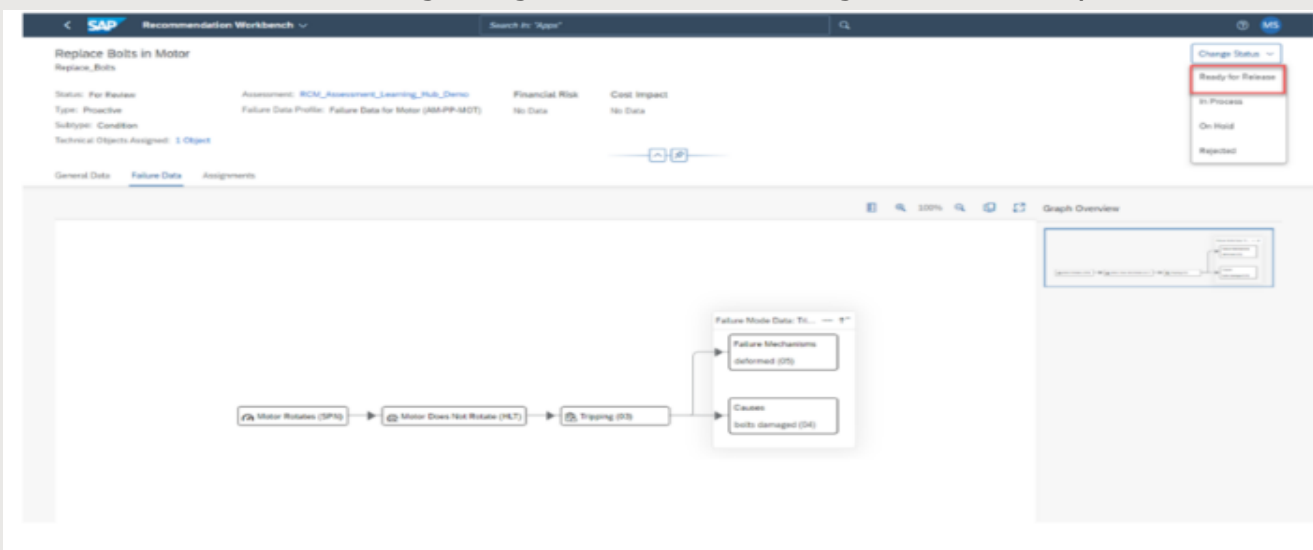 SAP Recommendation Workbench
Search In: "Apps"
MS
Replace Bolts in Motor
Replace_Bolts
Change Status
Ready for Release
In Process
On Hold
Rejected
Status: For Review
Type: Proactive
Subtype: Condition
Technical Objects Assigned: 1 Object
Assessment: RCM_Assessment_Learning_Hub_Demo
Failure Data Profile: Failure Data for Motor (AM-PP-MOT)
Financial Risk
No Data
Cost Impact
No Data
General Data Failure Data Assignments
100%
Graph Overview
Failure Mode Data: Tri...
Failure Mechanisms
deformed (05)
Motor Rotates (SPN)
Motor Does Not Rotate (HLT)
Tripping (03)
Causes
bolts damaged (04)